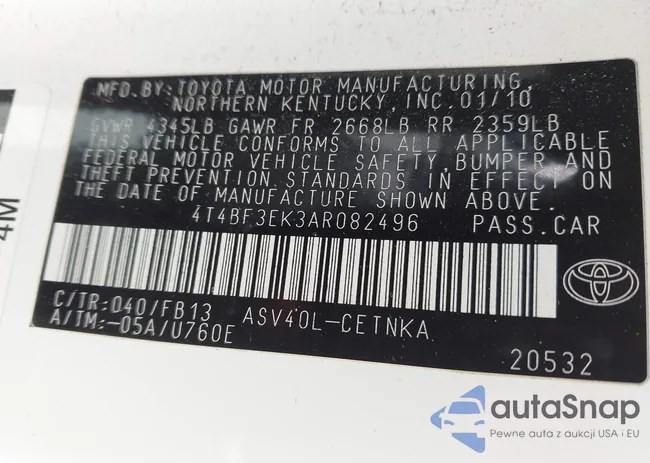 MFD. BY: TOYOTA MOTOR MANUFACTURING,
NORTHERN KENTUCKY, INC. 01/10
GVWR 4345LB GAWR FR 2668LB RR 2359LB
THIS VEHICLE CONFORMS TO ALL APPLICABLE
FEDERAL MOTOR VEHICLE SAFETY, BUMPER AND
THEFT PREVENTION STANDARDS IN EFFECT ON
THE DATE OF MANUFACTURE SHOWN ABOVE.
4T4BF3EK3AR082496 PASS.CAR
C/TR: 040/FB13 ASV40L-CETNKA
A/TM: -05A/U760E
20532
4M
autaSnap
Pewne auta z aukcji USA i EU